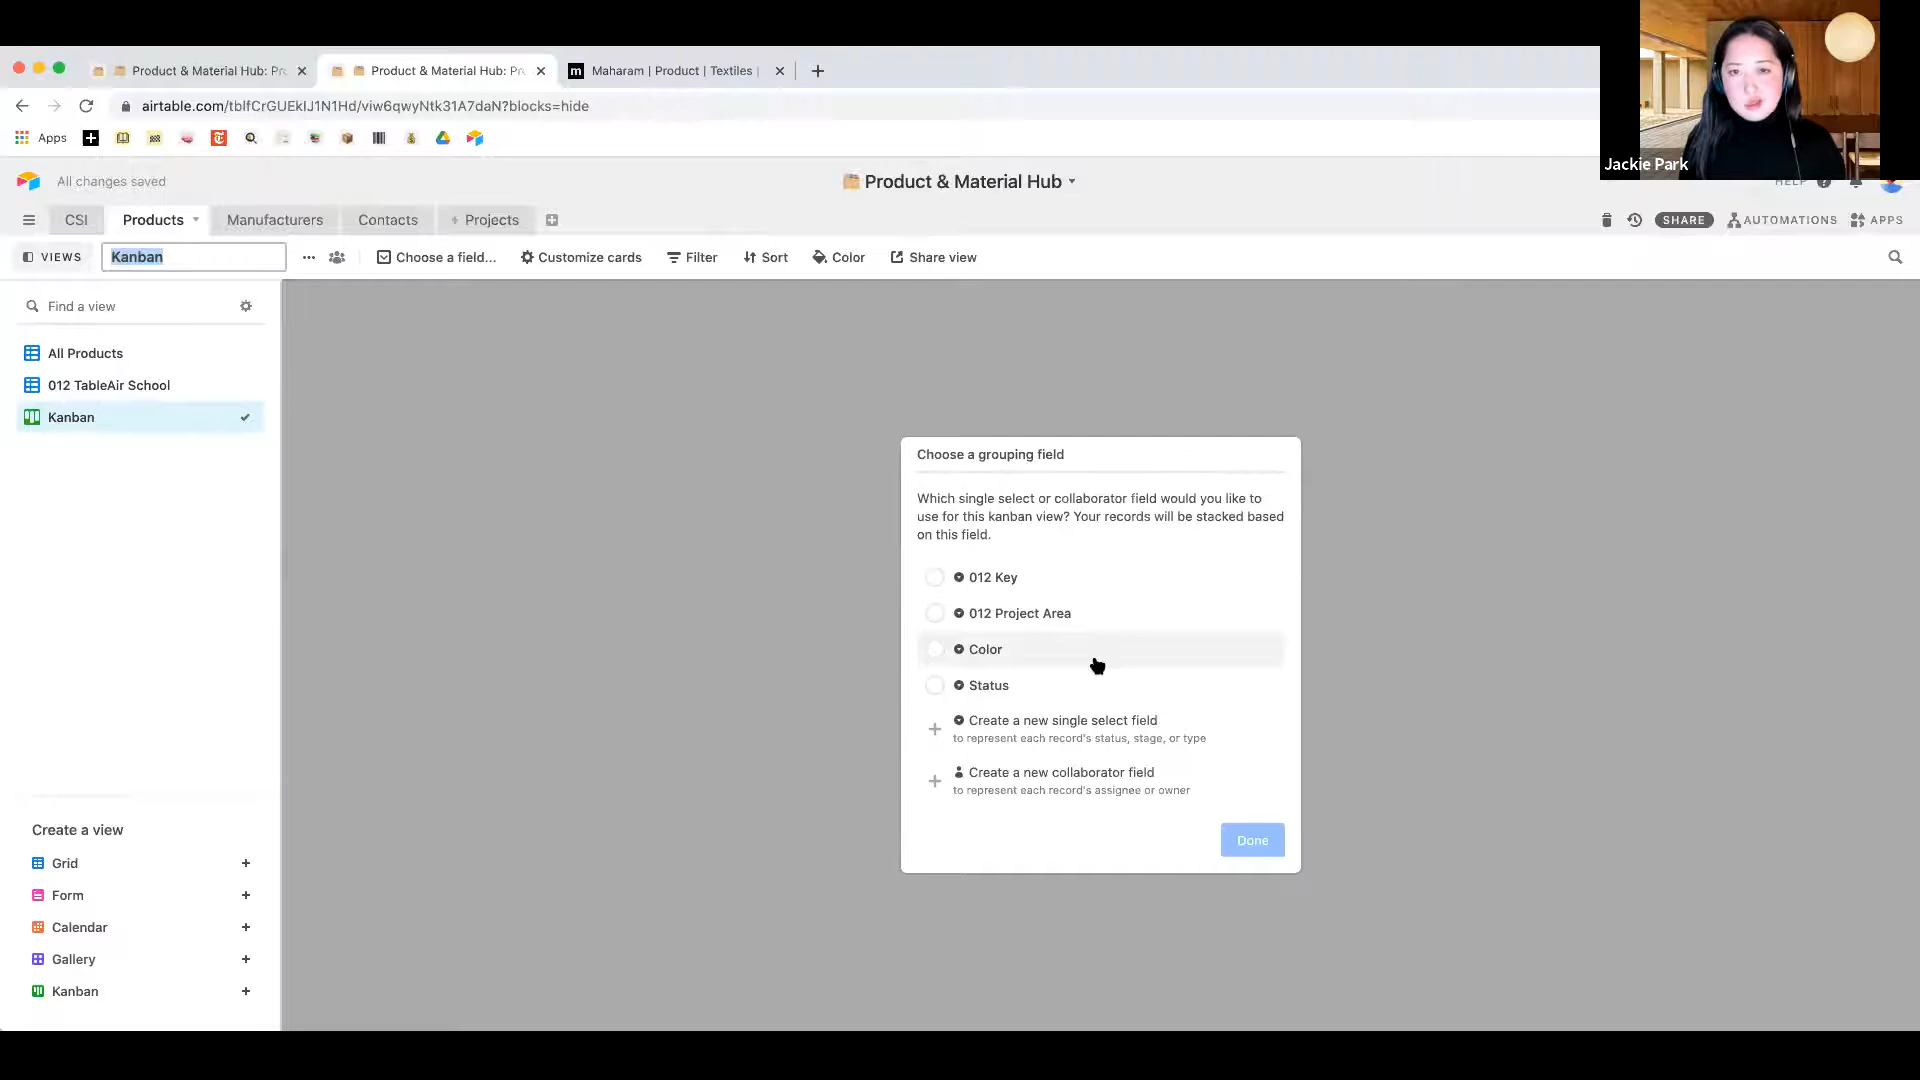 Product & Material Hub: Pr
Product & Material Hub: Pr
Maharam | Product | Textiles |
airtable.com/tblfCrGUEkIJ1N1Hd/viw6qwyNtk31A7daN?blocks=hide
Apps
Jackie Park
All changes saved
Product & Material Hub
HELP
CSI
Products
Manufacturers
Contacts
Projects
SHARE
AUTOMATIONS
APPS
VIEWS
Kanban
Choose a field...
Customize cards
Filter
Sort
Color
Share view
Find a view
All Products
012 TableAir School
Kanban
Choose a grouping field
Which single select or collaborator field would you like to
use for this kanban view? Your records will be stacked based
on this field.
012 Key
012 Project Area
Color
Status
Create a new single select field
to represent each record's status, stage, or type
Create a new collaborator field
to represent each record's assignee or owner
Done
Create a view
Grid
Form
Calendar
Gallery
Kanban